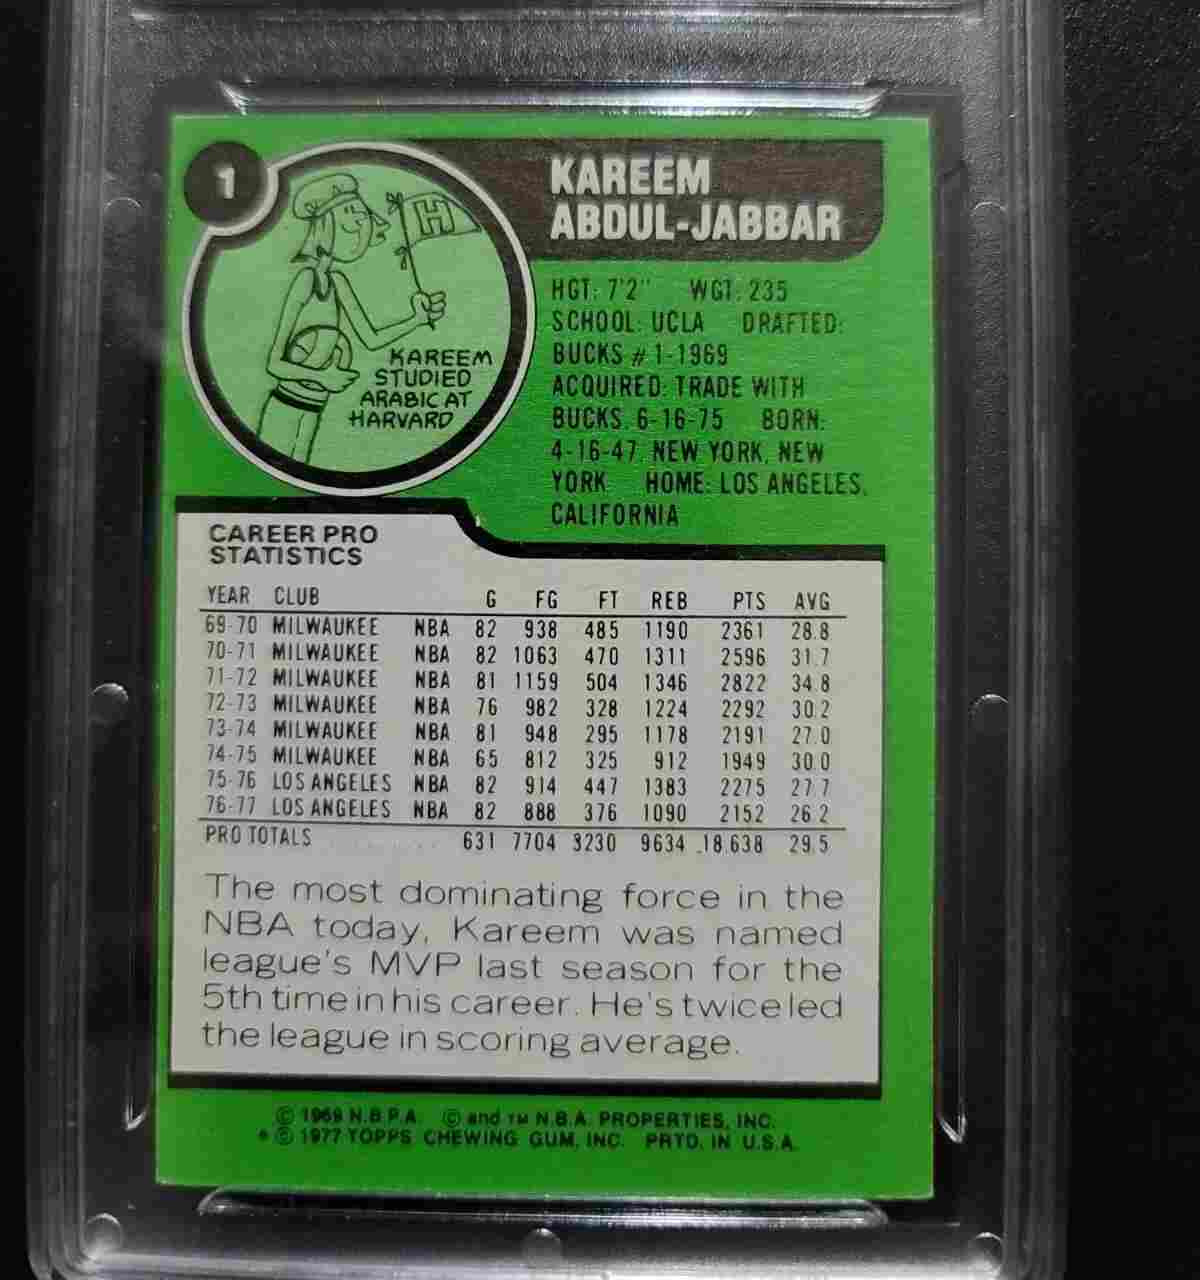 1
KAREEM
ABDUL-JABBAR
KAREEM
STUDIED
ARABIC AT
HARVARD
H
HGT: 7'2" WGT: 235
SCHOOL: UCLA DRAFTED:
BUCKS #1-1969
ACQUIRED: TRADE WITH
BUCKS, 6-16-75 BORN:
4-16-47, NEW YORK, NEW
YORK HOME: LOS ANGELES,
CALIFORNIA
CAREER PRO
STATISTICS
YEAR CLUB G FG FT REB PTS AVG
69-70 MILWAUKEE NBA 82 938 485 1190 2361 28.8
70-71 MILWAUKEE NBA 82 1063 470 1311 2596 31.7
71-72 MILWAUKEE NBA 81 1159 504 1346 2822 34.8
72-73 MILWAUKEE NBA 76 982 328 1224 2292 30.2
73-74 MILWAUKEE NBA 81 948 295 1178 2191 27.0
74-75 MILWAUKEE NBA 65 812 325 912 1949 30.0
75-76 LOS ANGELES NBA 82 914 447 1383 2275 27.7
76-77 LOS ANGELES NBA 82 888 376 1090 2152 26.2
PRO TOTALS 631 7704 3230 9634 18,638 29.5
The most dominating force in the
NBA today, Kareem was named
league's MVP last season for the
5th time in his career. He's twice led
the league in scoring average.
© 1969 N.B.P.A. © and TM N.B.A. PROPERTIES, INC.
* © 1977 TOPPS CHEWING GUM, INC. PRTD. IN U.S.A.